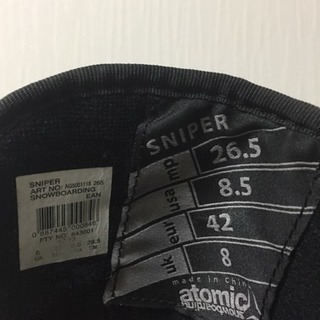 SNIPER
ART NO:
SNOWBOARDING
EAN
SNIPER
mp 26.5
usa 8.5
eur 42
uk 8
made in China
atomic
snowboarding